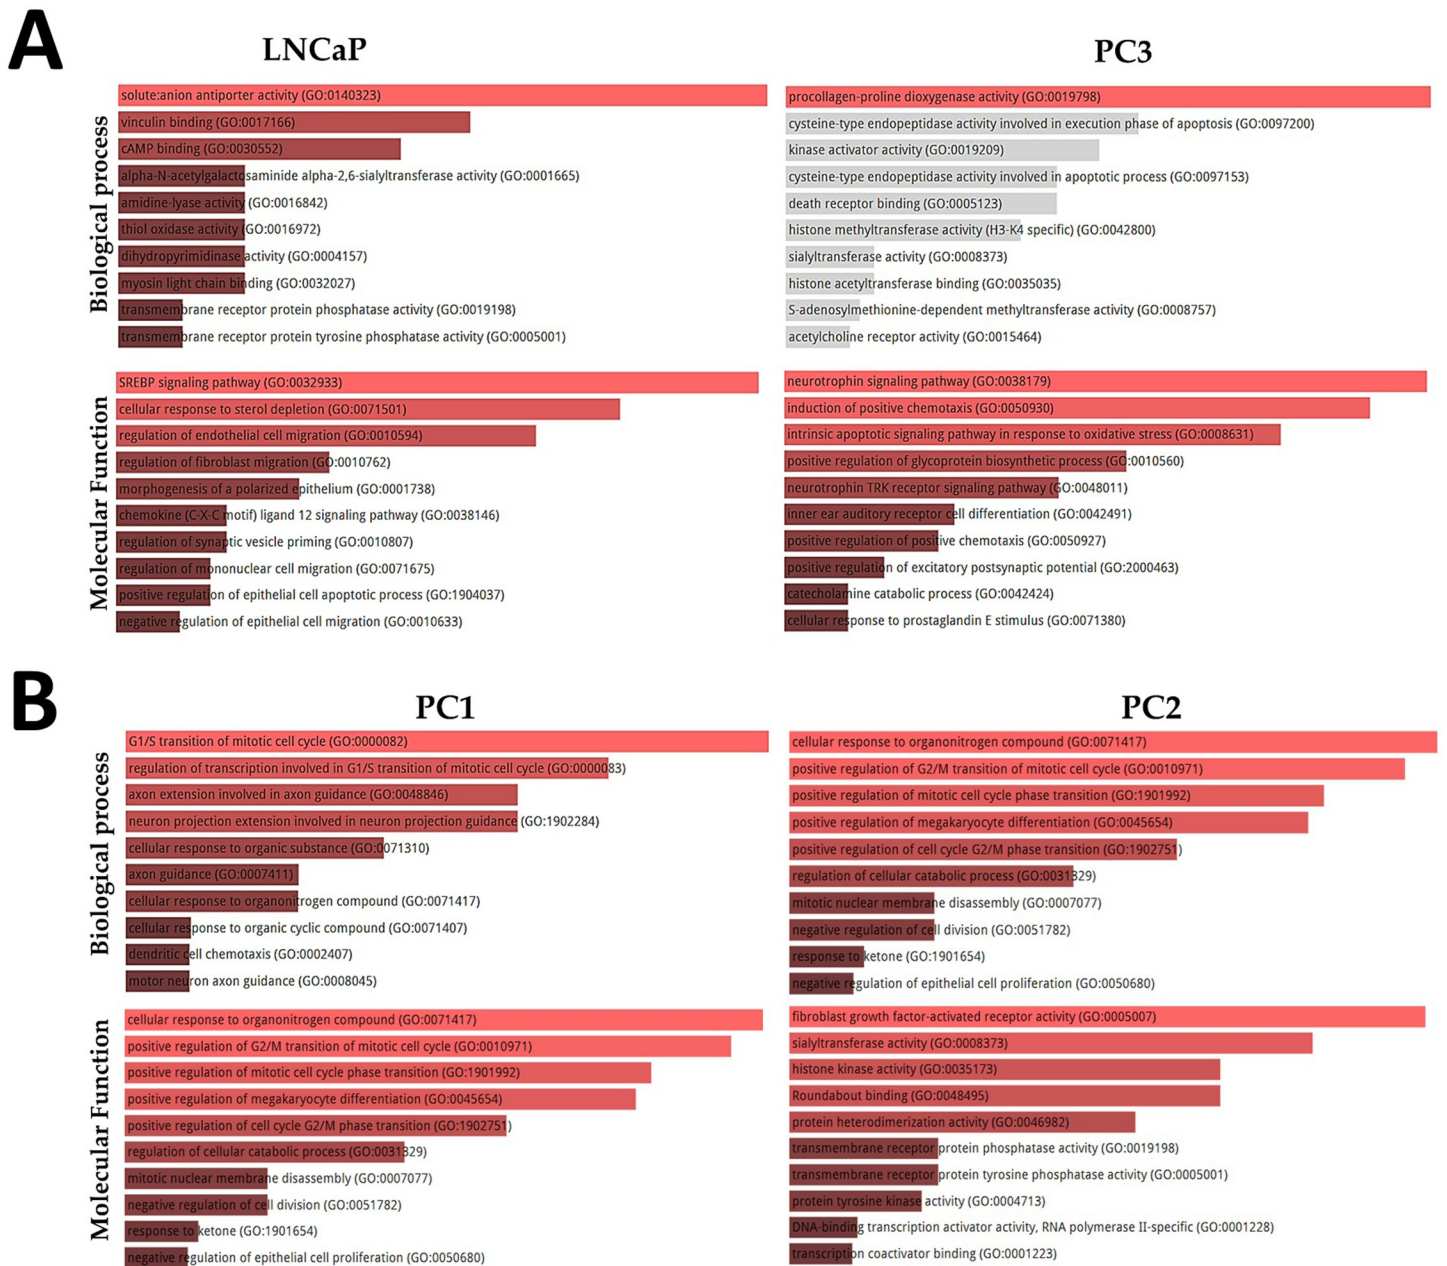 A
LNCaP
PC3
Biological process
solute:anion antiporter activity (GO:0140323)
vinculin binding (GO:0017166)
cAMP binding (GO:0030552)
alpha-N-acetylgalactosaminide alpha-2,6-sialyltransferase activity (GO:0001665)
amidine-lyase activity (GO:0016842)
thiol oxidase activity (GO:0016972)
dihydropyrimidinase activity (GO:0004157)
myosin light chain binding (GO:0032027)
transmembrane receptor protein phosphatase activity (GO:0019198)
transmembrane receptor protein tyrosine phosphatase activity (GO:0005001)
procollagen-proline dioxygenase activity (GO:0019798)
cysteine-type endopeptidase activity involved in execution phase of apoptosis (GO:0097200)
kinase activator activity (GO:0019209)
cysteine-type endopeptidase activity involved in apoptotic process (GO:0097153)
death receptor binding (GO:0005123)
histone methyltransferase activity (H3-K4 specific) (GO:0042800)
sialyltransferase activity (GO:0008373)
histone acetyltransferase binding (GO:0035035)
S-adenosylmethionine-dependent methyltransferase activity (GO:0008757)
acetylcholine receptor activity (GO:0015464)
Molecular Function
SREBP signaling pathway (GO:0032933)
cellular response to sterol depletion (GO:0071501)
regulation of endothelial cell migration (GO:0010594)
regulation of fibroblast migration (GO:0010762)
morphogenesis of a polarized epithelium (GO:0001738)
chemokine (C-X-C motif) ligand 12 signaling pathway (GO:0038146)
regulation of synaptic vesicle priming (GO:0010807)
regulation of mononuclear cell migration (GO:0071675)
positive regulation of epithelial cell apoptotic process (GO:1904037)
negative regulation of epithelial cell migration (GO:0010633)
neurotrophin signaling pathway (GO:0038179)
induction of positive chemotaxis (GO:0050930)
intrinsic apoptotic signaling pathway in response to oxidative stress (GO:0008631)
positive regulation of glycoprotein biosynthetic process (GO:0010560)
neurotrophin TRK receptor signaling pathway (GO:0048011)
inner ear auditory receptor cell differentiation (GO:0042491)
positive regulation of positive chemotaxis (GO:0050927)
positive regulation of excitatory postsynaptic potential (GO:2000463)
catecholamine catabolic process (GO:0042424)
cellular response to prostaglandin E stimulus (GO:0071380)
B
PC1
PC2
Biological process
G1/S transition of mitotic cell cycle (GO:0000082)
regulation of transcription involved in G1/S transition of mitotic cell cycle (GO:0000083)
axon extension involved in axon guidance (GO:0048846)
neuron projection extension involved in neuron projection guidance (GO:1902284)
cellular response to organic substance (GO:0071310)
axon guidance (GO:0007411)
cellular response to organonitrogen compound (GO:0071417)
cellular response to organic cyclic compound (GO:0071407)
dendritic cell chemotaxis (GO:0002407)
motor neuron axon guidance (GO:0008045)
cellular response to organonitrogen compound (GO:0071417)
positive regulation of G2/M transition of mitotic cell cycle (GO:0010971)
positive regulation of mitotic cell cycle phase transition (GO:1901992)
positive regulation of megakaryocyte differentiation (GO:0045654)
positive regulation of cell cycle G2/M phase transition (GO:1902751)
regulation of cellular catabolic process (GO:0031329)
mitotic nuclear membrane disassembly (GO:0007077)
negative regulation of cell division (GO:0051782)
response to ketone (GO:1901654)
negative regulation of epithelial cell proliferation (GO:0050680)
Molecular Function
cellular response to organonitrogen compound (GO:0071417)
positive regulation of G2/M transition of mitotic cell cycle (GO:0010971)
positive regulation of mitotic cell cycle phase transition (GO:1901992)
positive regulation of megakaryocyte differentiation (GO:0045654)
positive regulation of cell cycle G2/M phase transition (GO:1902751)
regulation of cellular catabolic process (GO:0031329)
mitotic nuclear membrane disassembly (GO:0007077)
negative regulation of cell division (GO:0051782)
response to ketone (GO:1901654)
negative regulation of epithelial cell proliferation (GO:0050680)
fibroblast growth factor-activated receptor activity (GO:0005007)
sialyltransferase activity (GO:0008373)
histone kinase activity (GO:0035173)
Roundabout binding (GO:0048495)
protein heterodimerization activity (GO:0046982)
transmembrane receptor protein phosphatase activity (GO:0019198)
transmembrane receptor protein tyrosine phosphatase activity (GO:0005001)
protein tyrosine kinase activity (GO:0004713)
DNA-binding transcription activator activity, RNA polymerase II-specific (GO:0001228)
transcription coactivator binding (GO:0001223)